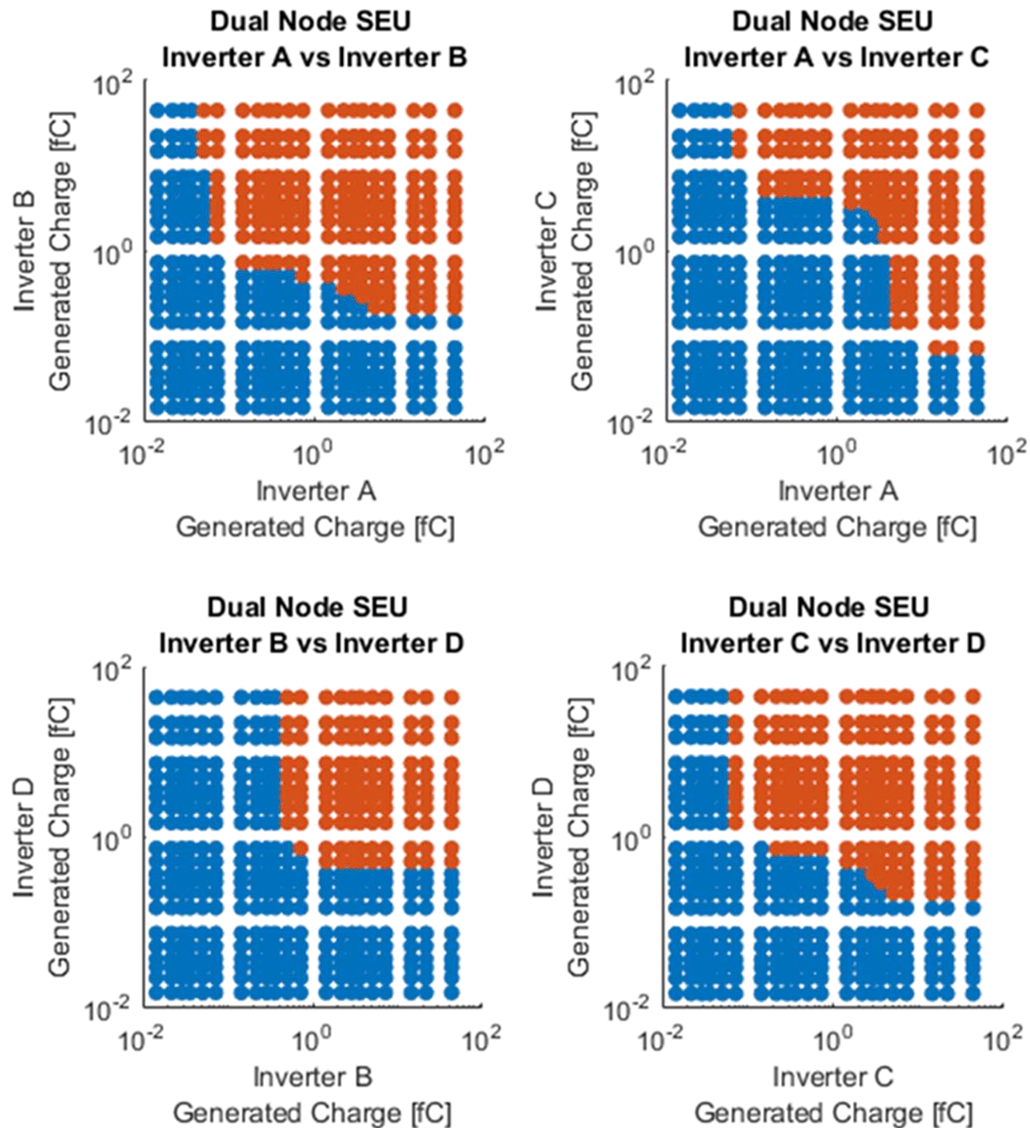 Dual Node SEU
Inverter A vs Inverter B
Inverter B
Generated Charge [fC]
10^2
10^0
10^-2
10^-2 10^0 10^2
Inverter A
Generated Charge [fC]
Dual Node SEU
Inverter A vs Inverter C
Inverter C
Generated Charge [fC]
10^2
10^0
10^-2
10^-2 10^0 10^2
Inverter A
Generated Charge [fC]
Dual Node SEU
Inverter B vs Inverter D
Inverter D
Generated Charge [fC]
10^2
10^0
10^-2
10^-2 10^0 10^2
Inverter B
Generated Charge [fC]
Dual Node SEU
Inverter C vs Inverter D
Inverter D
Generated Charge [fC]
10^2
10^0
10^-2
10^-2 10^0 10^2
Inverter C
Generated Charge [fC]